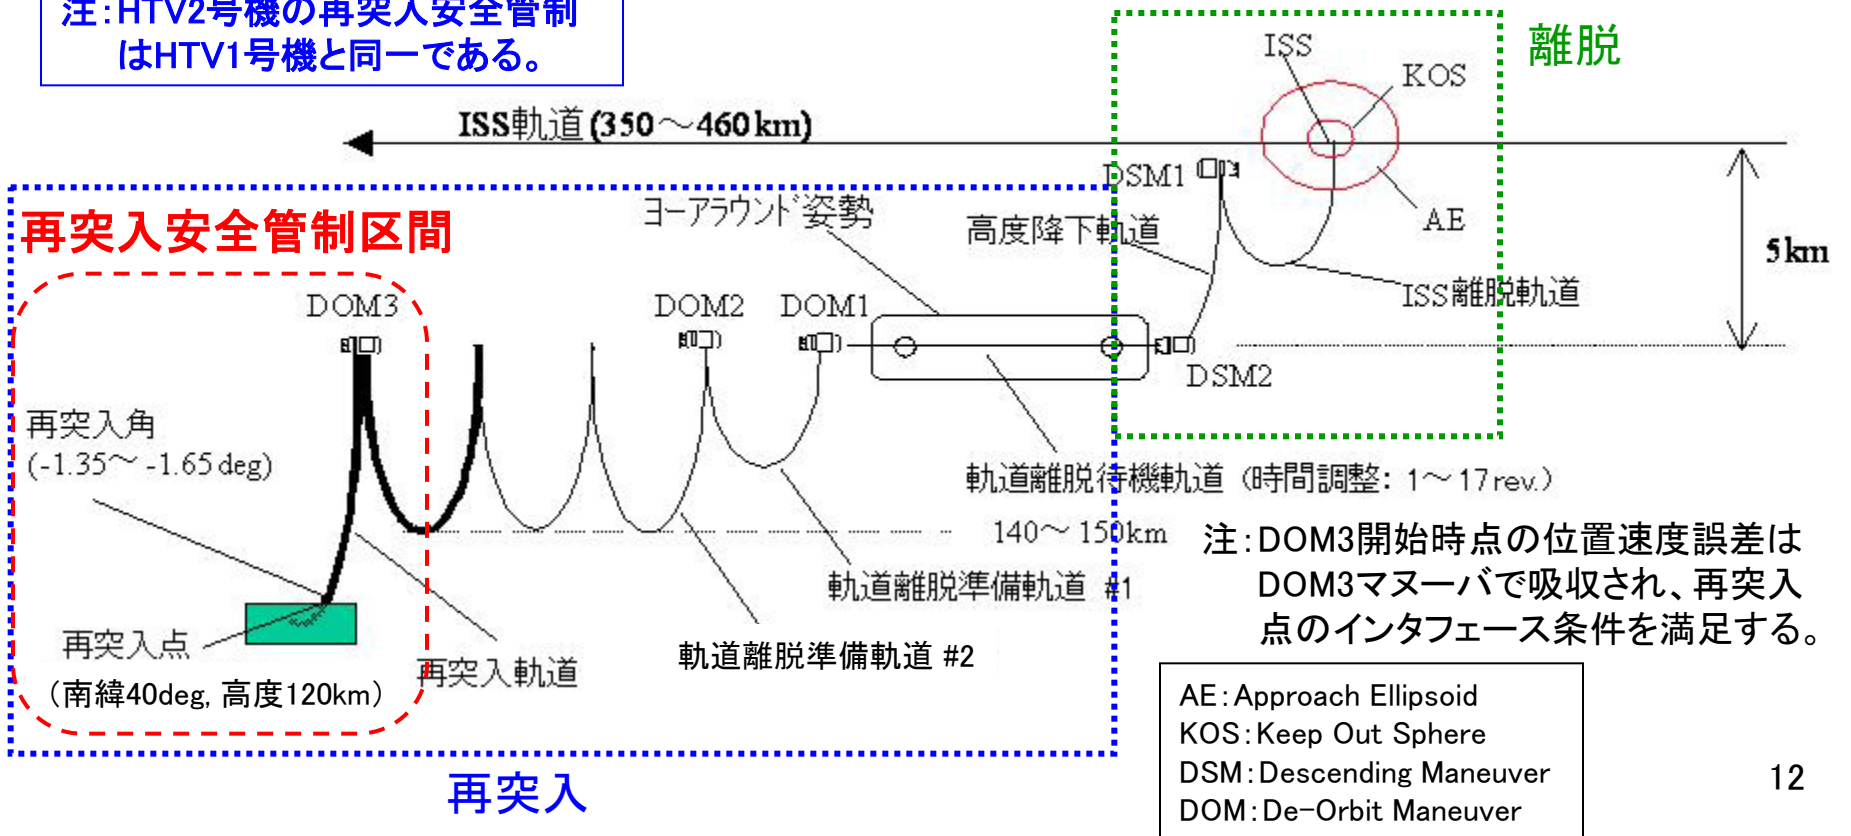 注：HTV2号機の再突入安全管制
はHTV1号機と同一である。
離脱
ISS
KOS
ISS軌道(350～460km)
DSM1
AE
5km
再突入安全管制区間
ヨーアラウンド姿勢
高度降下軌道
ISS離脱軌道
DOM3
DOM2
DOM1
DSM2
再突入角
(-1.35～ -1.65deg)
軌道離脱待機軌道（時間調整：1～17rev.）
140～150km
注：DOM3開始時点の位置速度誤差は
DOM3マヌーバで吸収され、再突入
点のインタフェース条件を満足する。
軌道離脱準備軌道 #1
軌道離脱準備軌道 #2
再突入点
（南緯40deg, 高度120km）
再突入軌道
再突入
AE：Approach Ellipsoid
KOS：Keep Out Sphere
DSM：Descending Maneuver
DOM：De-Orbit Maneuver
12